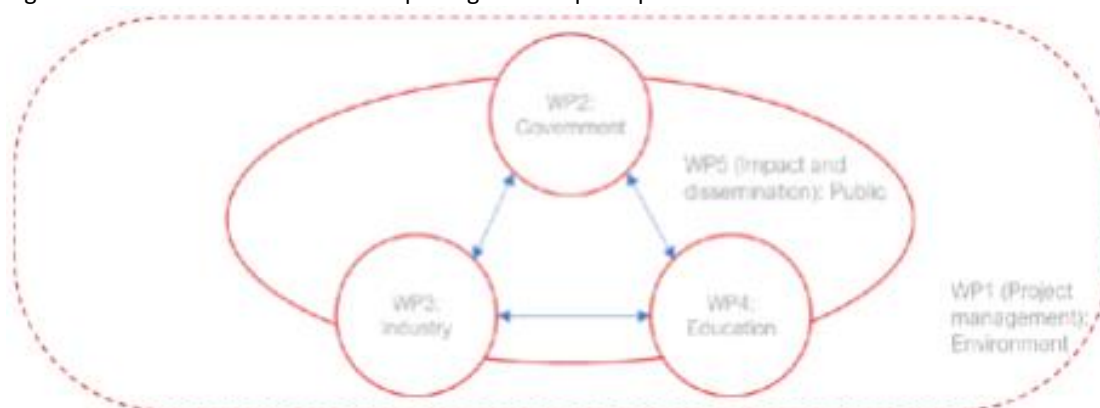 WP2:
Government
WP5 (Impact and
dissemination): Public
WP3:
Industry
WP4:
Education
WP1 (Project
management):
Environment